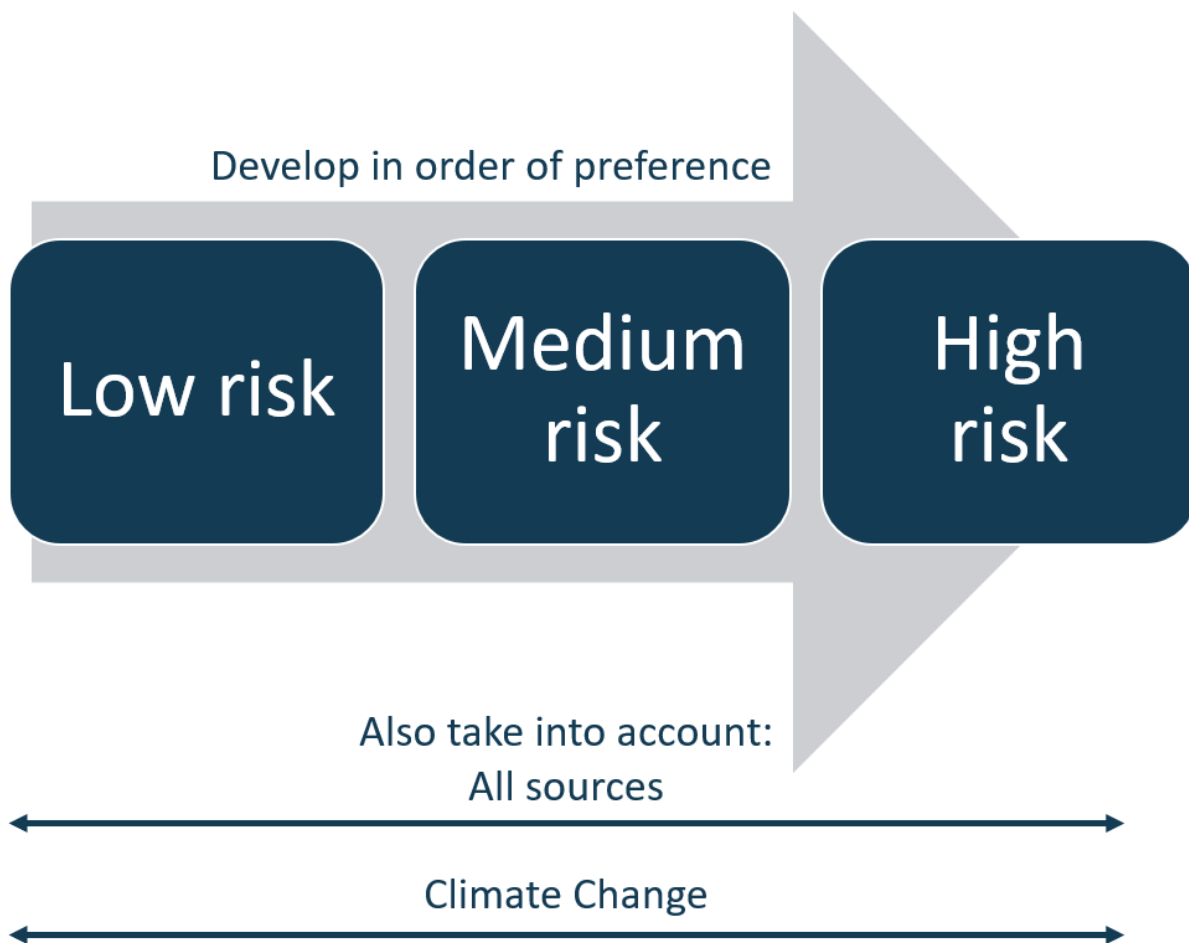 Develop in order of preference
Low risk
Medium
risk
High
risk
Also take into account:
All sources
Climate Change